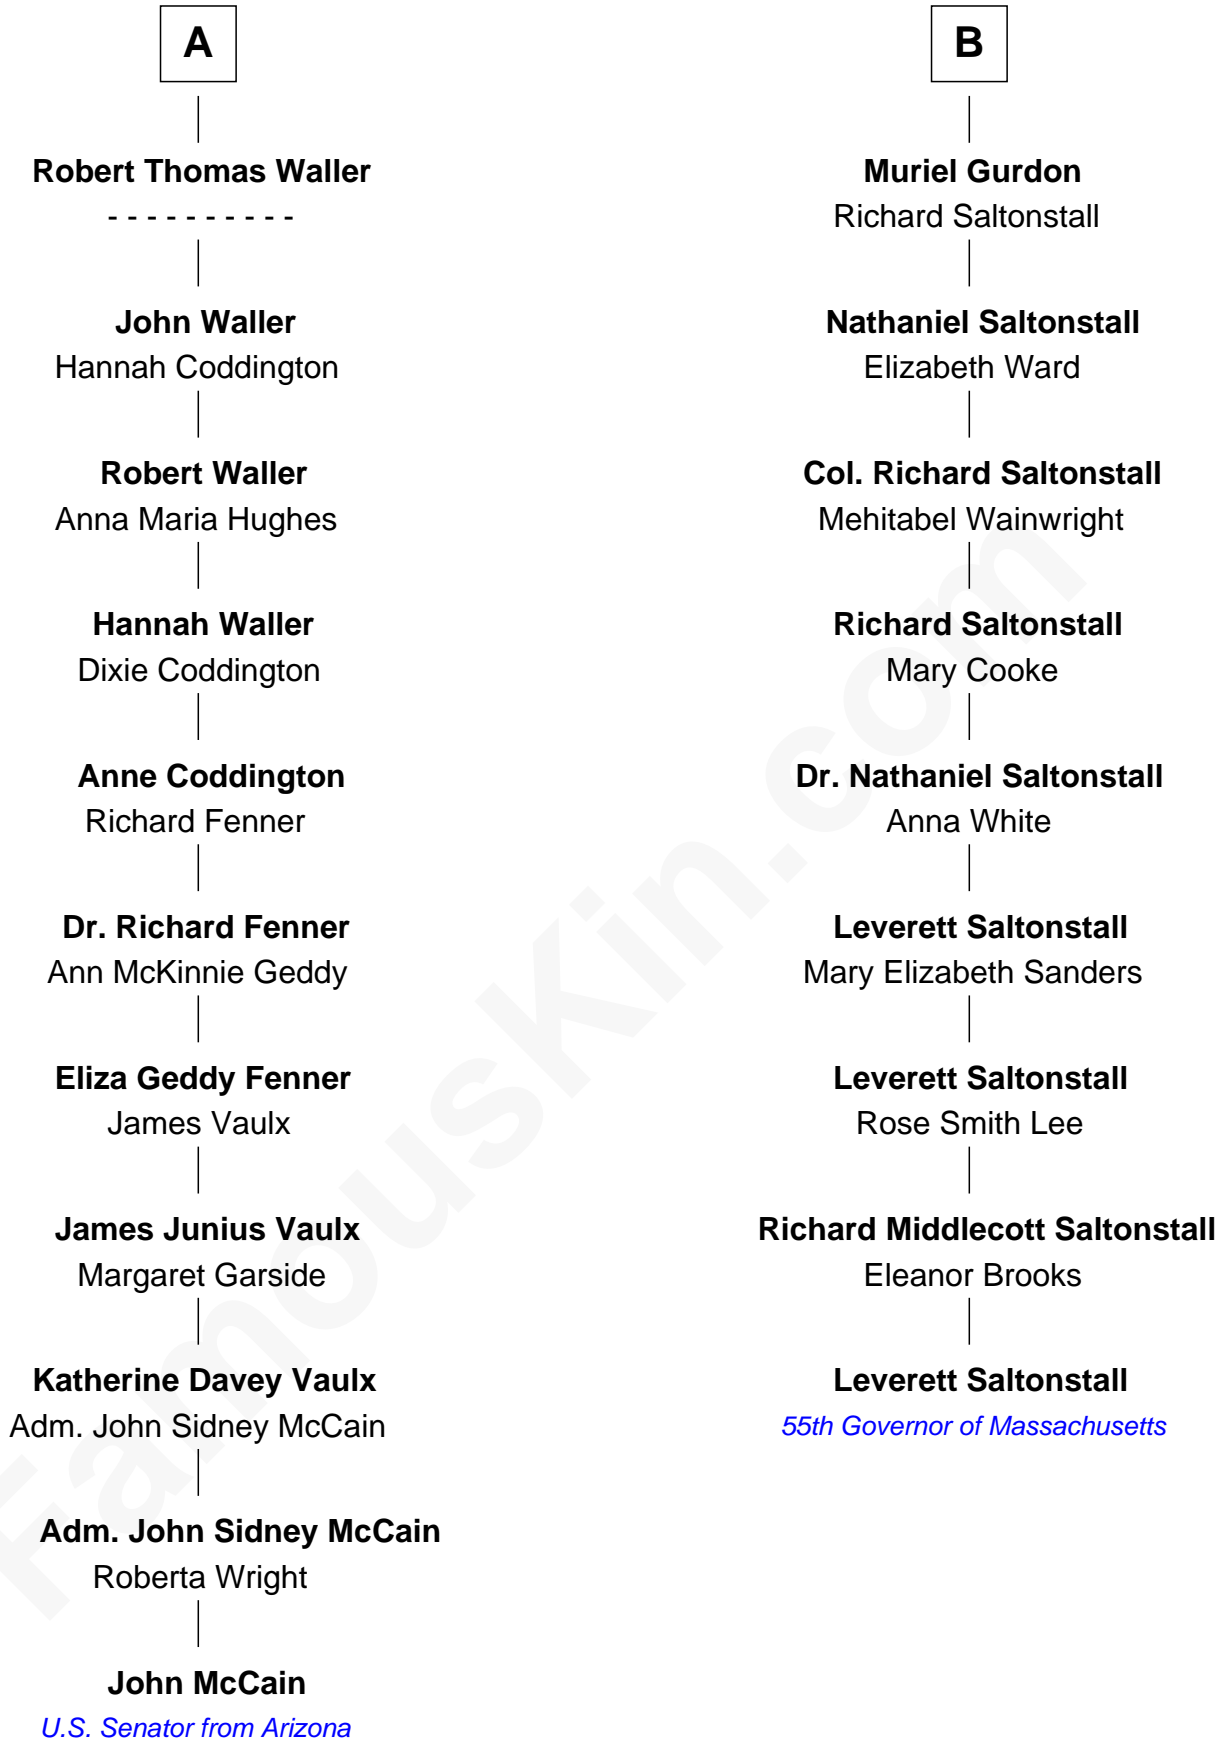 A
Robert Thomas Waller
- - - - - - - - - -
John Waller
Hannah Coddington
Robert Waller
Anna Maria Hughes
Hannah Waller
Dixie Coddington
Anne Coddington
Richard Fenner
Dr. Richard Fenner
Ann McKinnie Geddy
Eliza Geddy Fenner
James Vaulx
James Junius Vaulx
Margaret Garside
Katherine Davey Vaulx
Adm. John Sidney McCain
Adm. John Sidney McCain
Roberta Wright
John McCain
U.S. Senator from Arizona
B
Muriel Gurdon
Richard Saltonstall
Nathaniel Saltonstall
Elizabeth Ward
Col. Richard Saltonstall
Mehitabel Wainwright
Richard Saltonstall
Mary Cooke
Dr. Nathaniel Saltonstall
Anna White
Leverett Saltonstall
Mary Elizabeth Sanders
Leverett Saltonstall
Rose Smith Lee
Richard Middlecott Saltonstall
Eleanor Brooks
Leverett Saltonstall
55th Governor of Massachusetts
FamousKin.com